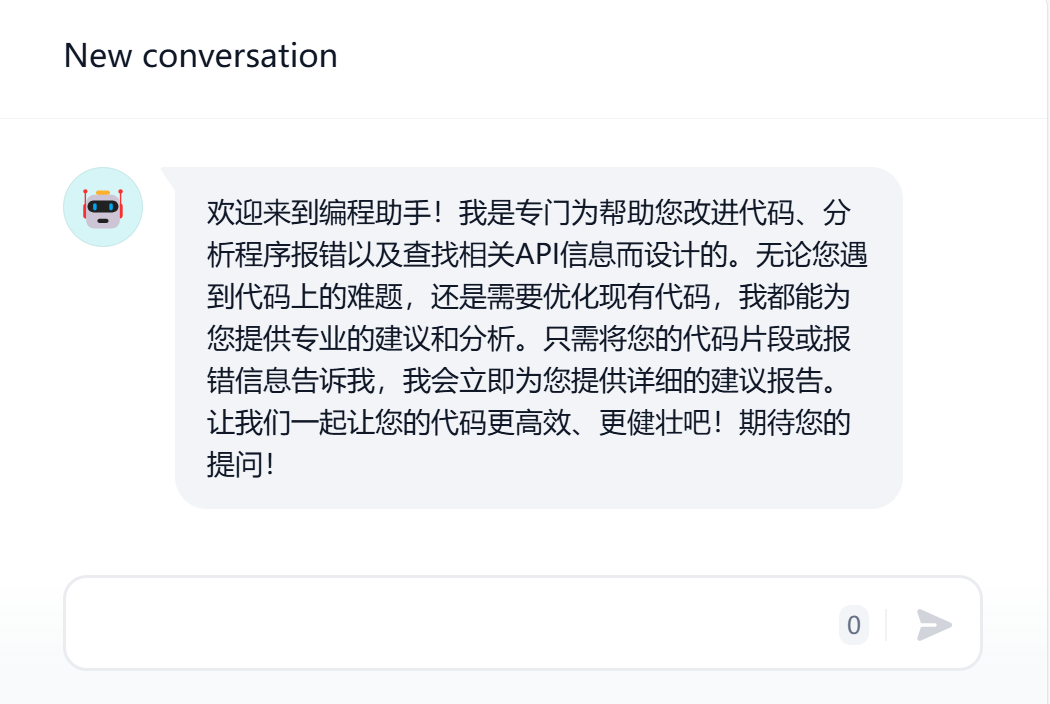 New conversation
欢迎来到编程助手！我是专门为帮助您改进代码、分
析程序报错以及查找相关API信息而设计的。无论您遇
到代码上的难题，还是需要优化现有代码，我都能为
您提供专业的建议和分析。只需将您的代码片段或报
错信息告诉我，我会立即为您提供详细的建议报告。
让我们一起让您的代码更高效、更健壮吧！期待您的
提问！
0